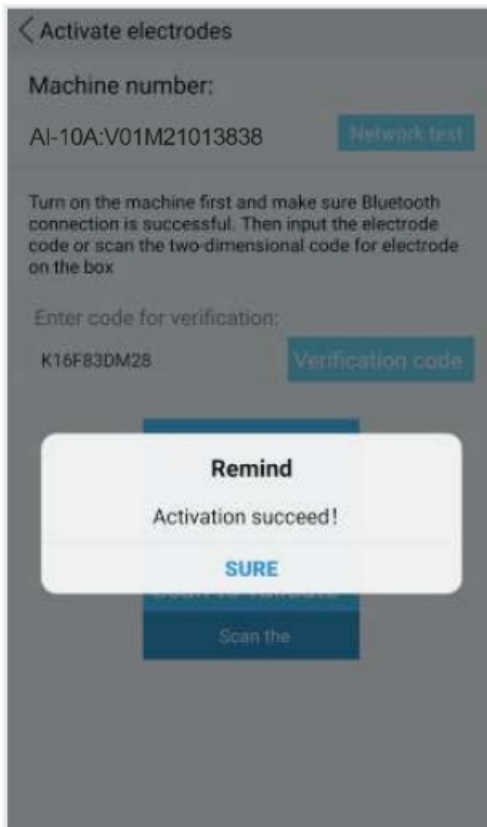 Activate electrodes
Machine number:
AI-10A:V01M21013838
Network test
Turn on the machine first and make sure Bluetooth
connection is successful. Then input the electrode
code or scan the two-dimensional code for electrode
on the box
Enter code for verification:
K16F83DM28
Verification code
Remind
Activation succeed!
SURE
Scan the